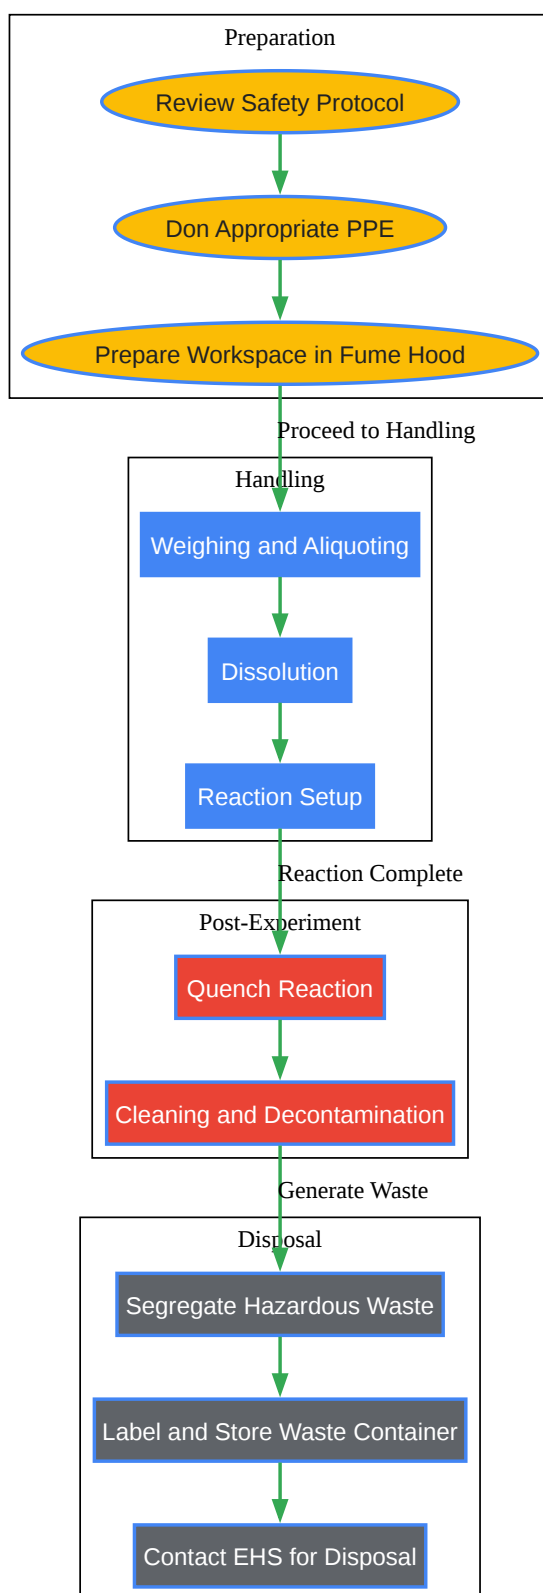 Preparation
Review Safety Protocol
Don Appropriate PPE
Prepare Workspace in Fume Hood
Proceed to Handling
Handling
Weighing and Aliquoting
Dissolution
Reaction Setup
Reaction Complete
Post-Experiment
Quench Reaction
Cleaning and Decontamination
Generate Waste
Disposal
Segregate Hazardous Waste
Label and Store Waste Container
Contact EHS for Disposal